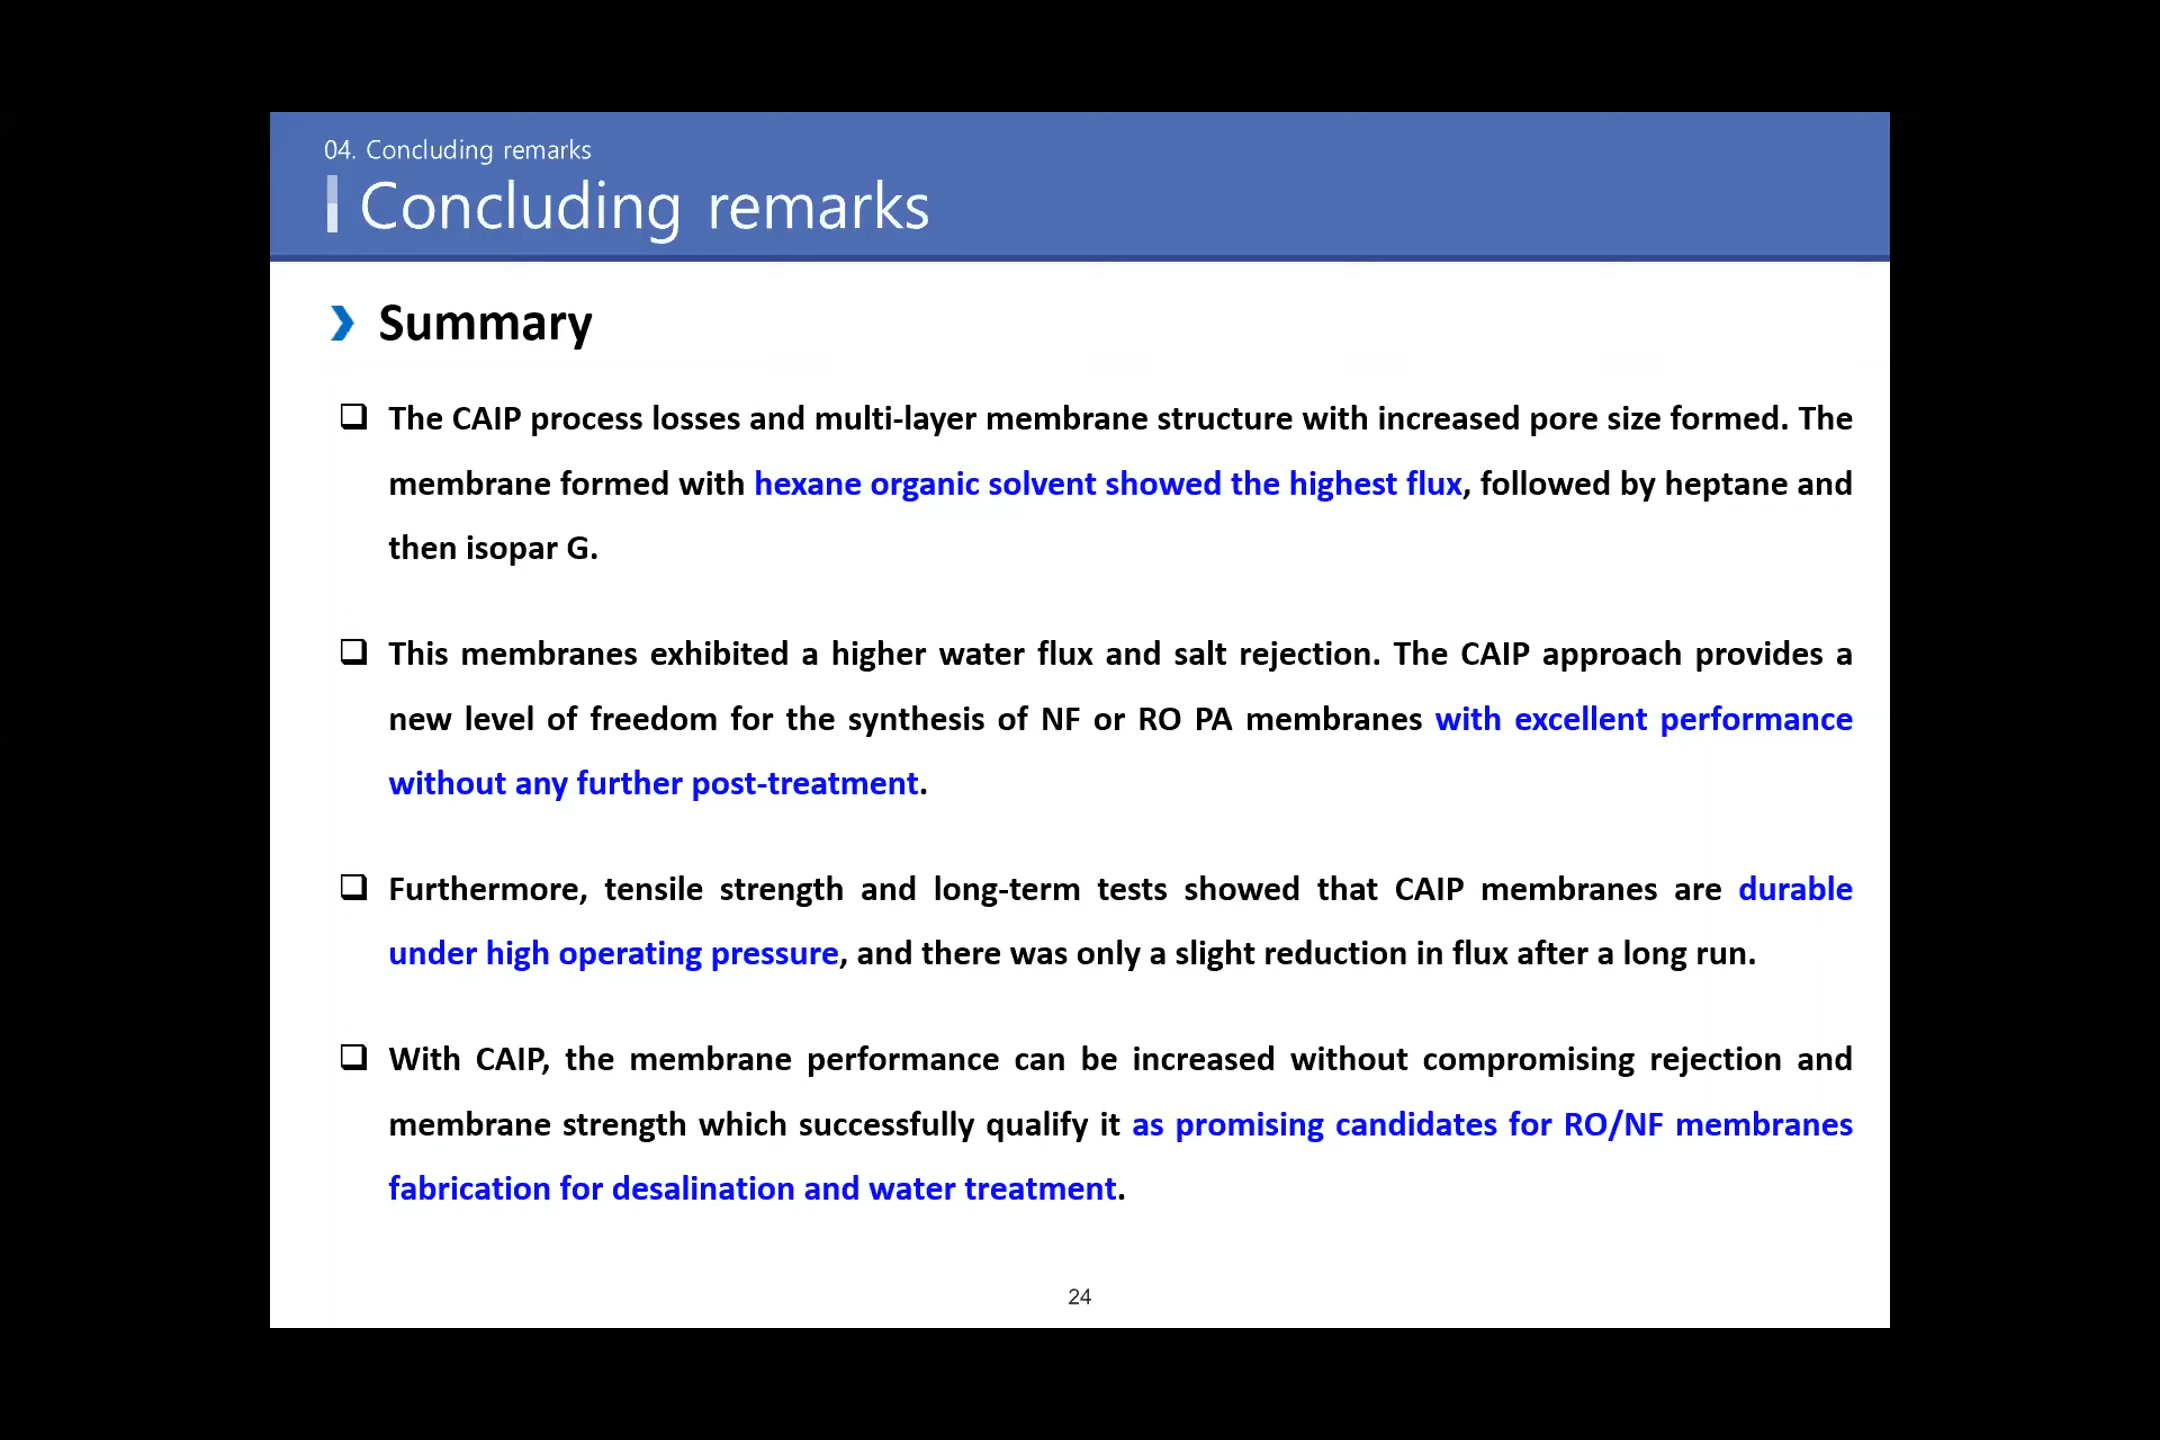 04. Concluding remarks
Concluding remarks
Summary
The CAIP process losses and multi-layer membrane structure with increased pore size formed. The
membrane formed with hexane organic solvent showed the highest flux, followed by heptane and
then isopar G.
This membranes exhibited a higher water flux and salt rejection. The CAIP approach provides a
new level of freedom for the synthesis of NF or RO PA membranes with excellent performance
without any further post-treatment.
Furthermore, tensile strength and long-term tests showed that CAIP membranes are durable
under high operating pressure, and there was only a slight reduction in flux after a long run.
With CAIP, the membrane performance can be increased without compromising rejection and
membrane strength which successfully qualify it as promising candidates for RO/NF membranes
fabrication for desalination and water treatment.
24